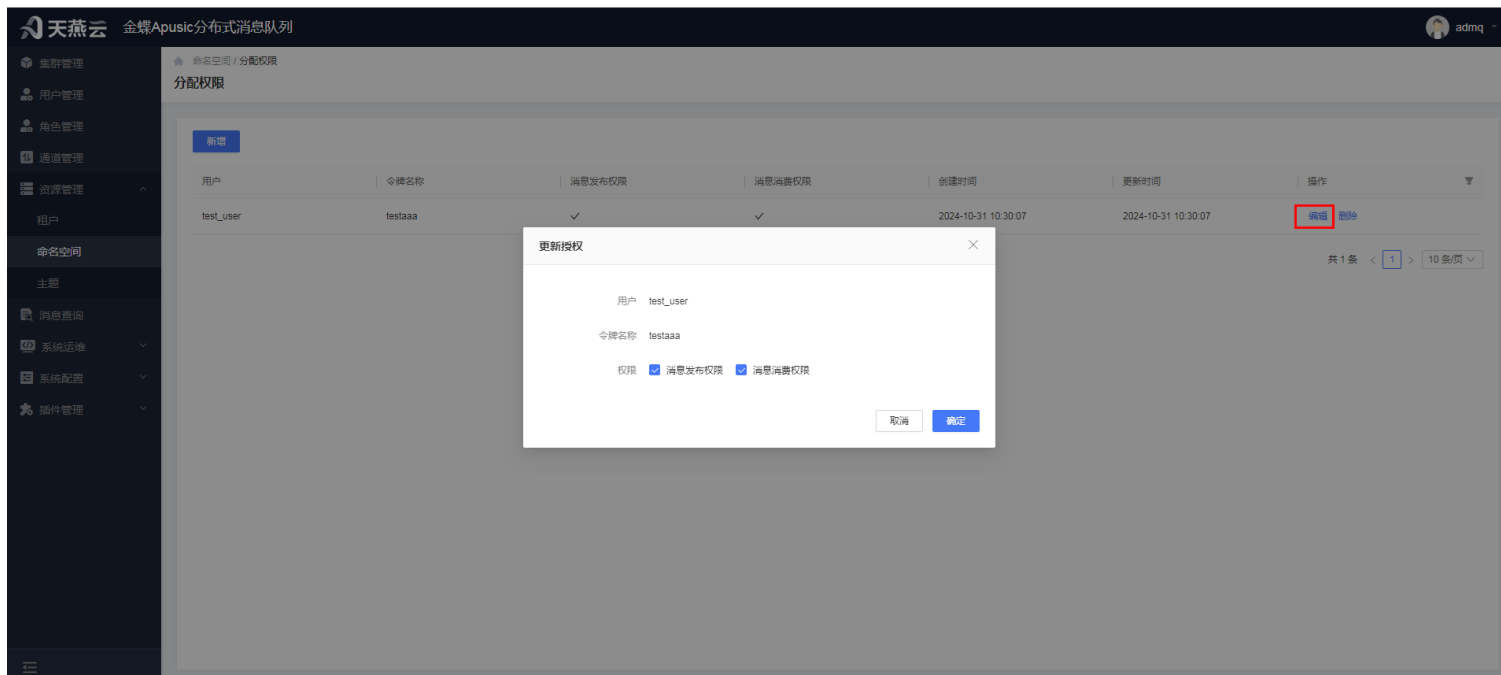 天燕云 金蝶Apusic分布式消息队列 admq
集群管理
用户管理
角色管理
通道管理
资源管理
租户
命名空间
主题
消息查询
系统运维
系统配置
插件管理
命名空间 / 分配权限
分配权限
新增
用户 令牌名称 消息发布权限 消息消费权限 创建时间 更新时间 操作
test_user testaaa 2024-10-31 10:30:07 2024-10-31 10:30:07 编辑 删除
共 1 条 < 1 > 10 条/页
更新授权
用户 test_user
令牌名称 testaaa
权限 消息发布权限 消息消费权限
取消 确定